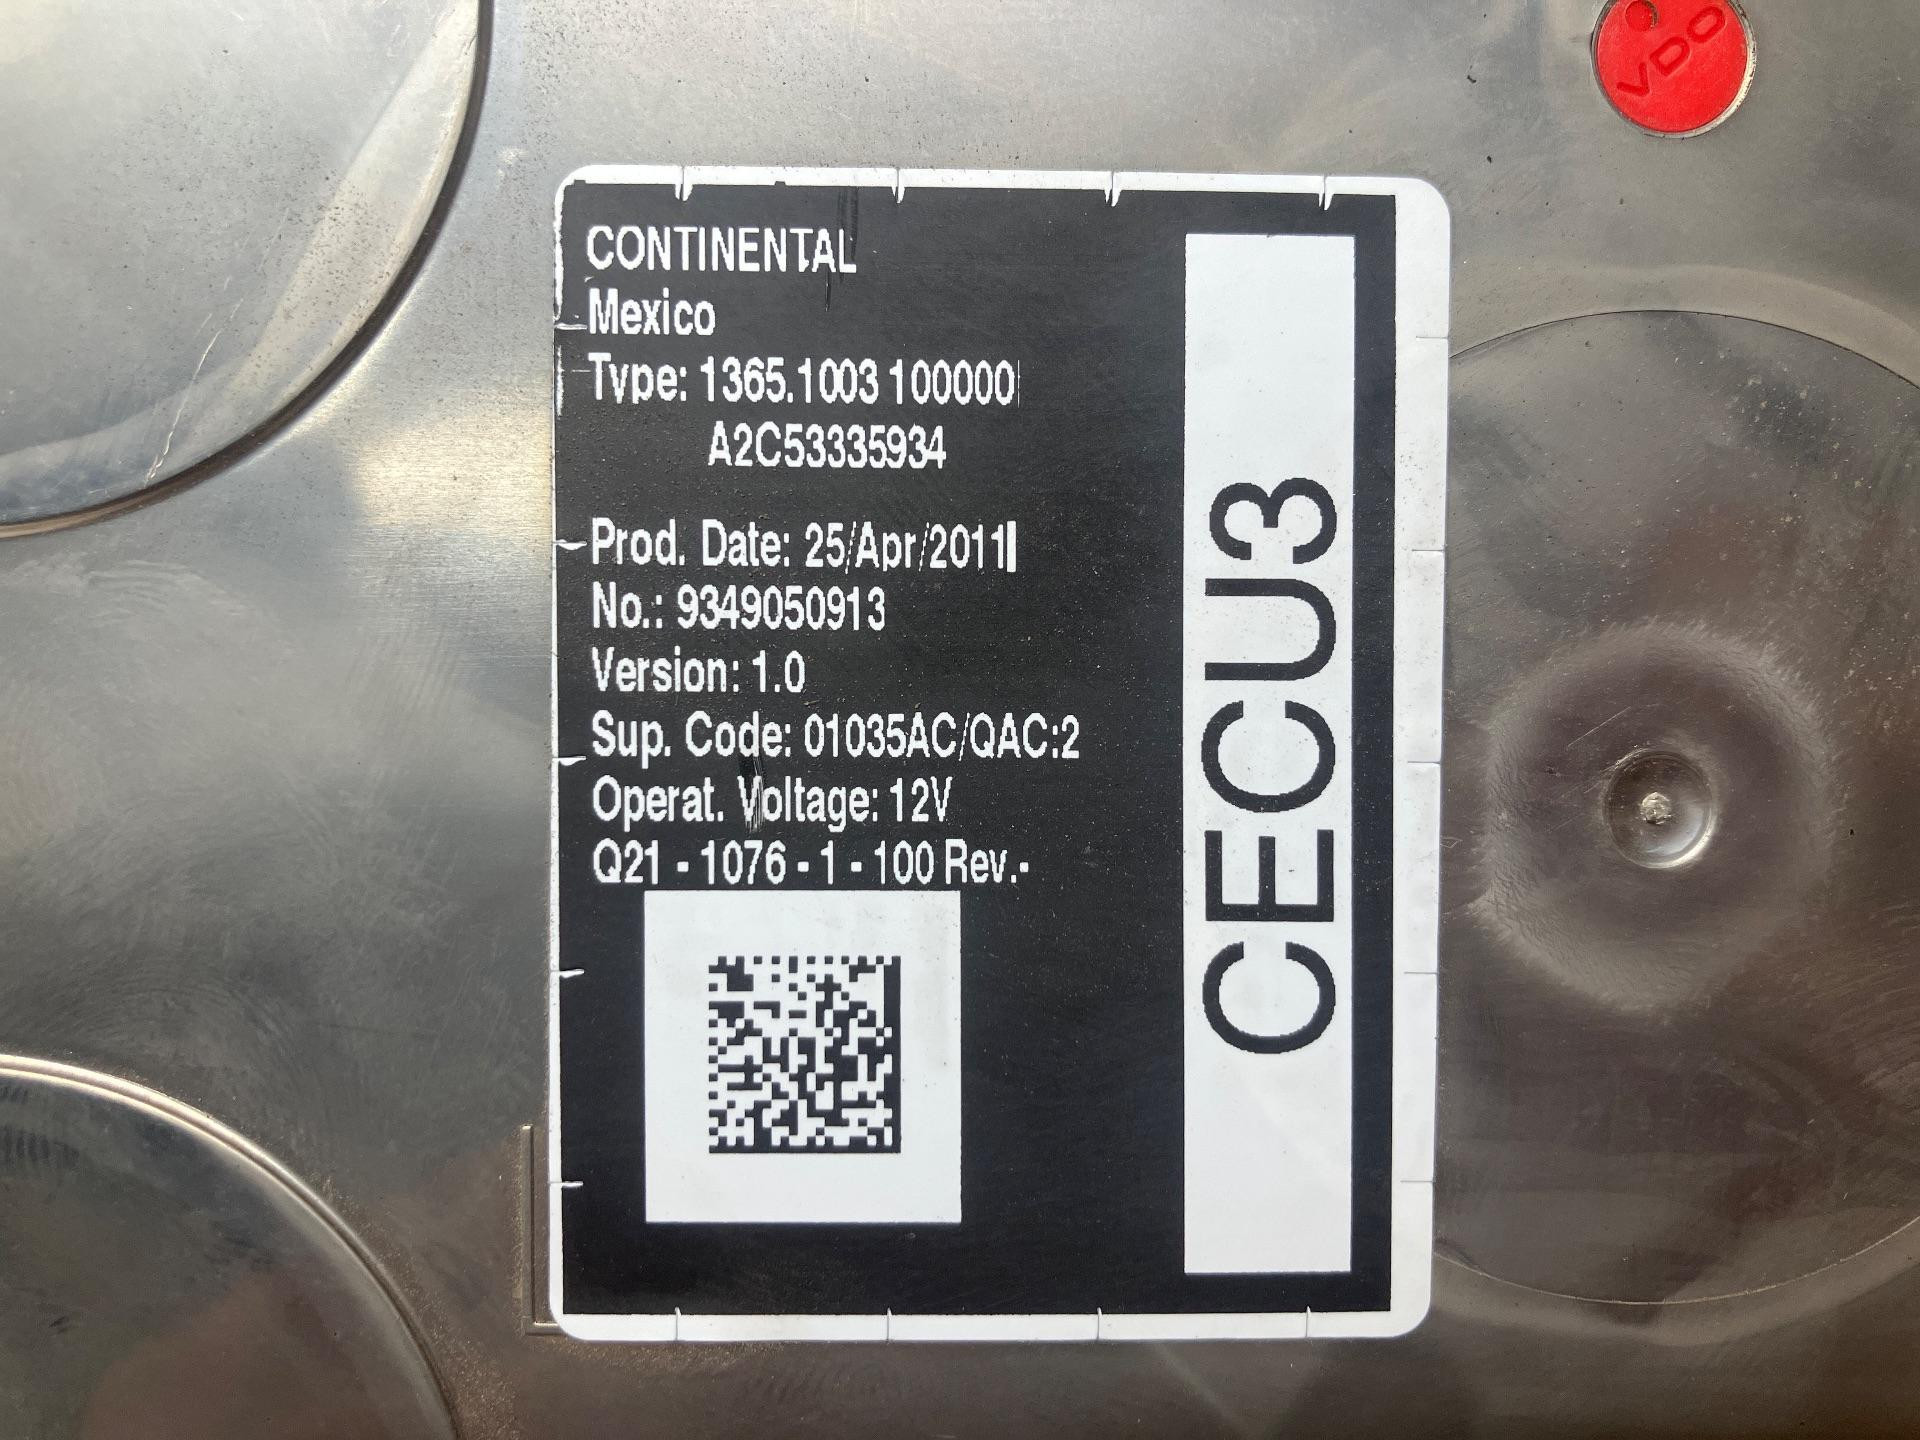 VDO
CONTINENTAL
Mexico
Type: 1365.1003 100000
A2C53335934
Prod. Date: 25/Apr/2011
No.: 9349050913
Version: 1.0
Sup. Code: 01035AC/QAC:2
Operat. Voltage: 12V
Q21 - 1076 - 1 - 100 Rev.-
CECU3